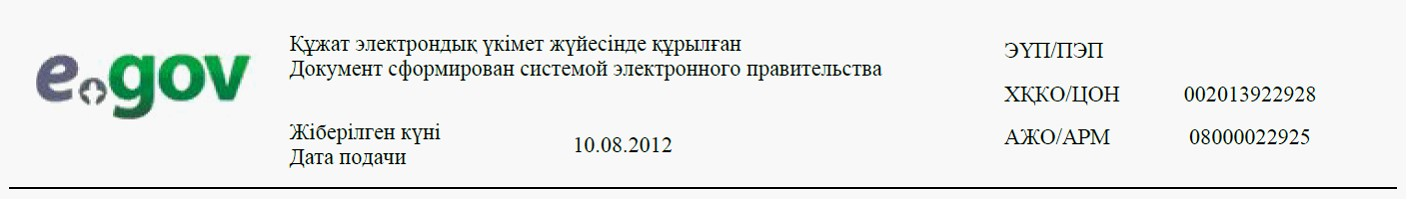 e.gov
Құжат электрондық үкімет жүйесінде құрылған
Документ сформирован системой электронного правительства
Жіберілген күні
Дата подачи
10.08.2012
ЭҮП/ПЭП
ХҚКО/ЦОН 002013922928
АЖО/АРМ 08000022925